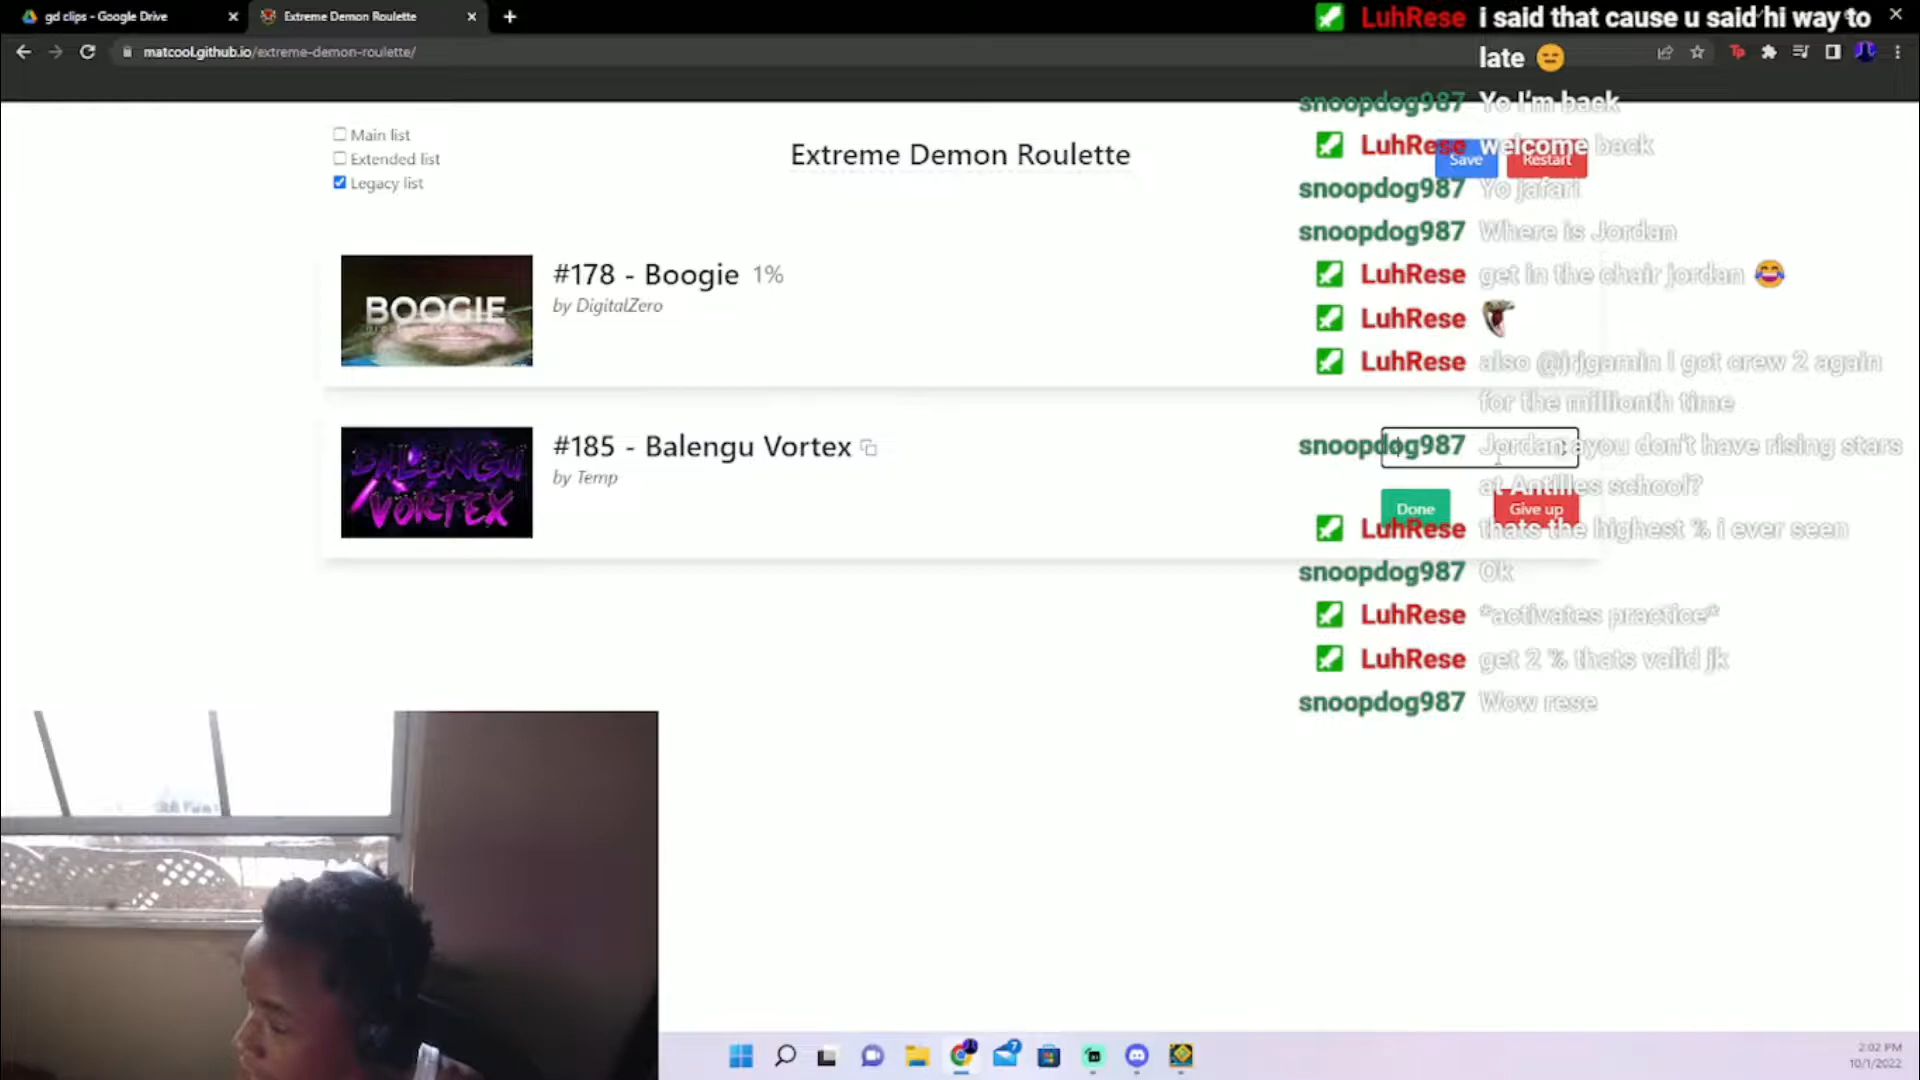 gd clips - Google Drive
Extreme Demon Roulette
matcool.github.io/extreme-demon-roulette/
Main list
Extended list
Legacy list
Extreme Demon Roulette
Save
Restart
BOOGIE
#178 - Boogie 1%
by DigitalZero
BALENGU
VORTEX
#185 - Balengu Vortex
by Temp
Done
Give up
LuhRese i said that cause u said hi way to
late 😑
snoopdog987 Yo I'm back
LuhRese welcome back
snoopdog987 Yo jafari
snoopdog987 Where is Jordan
LuhRese get in the chair jordan 😂
LuhRese
LuhRese also @jrjgamin I got crew 2 again
for the millionth time
snoopdog987 Jordan ayou don't have rising stars
at Antilles school?
LuhRese thats the highest % i ever seen
snoopdog987 Ok
LuhRese *activates practice*
LuhRese get 2 % thats valid jk
snoopdog987 Wow rese
7
2:02 PM
10/1/2022